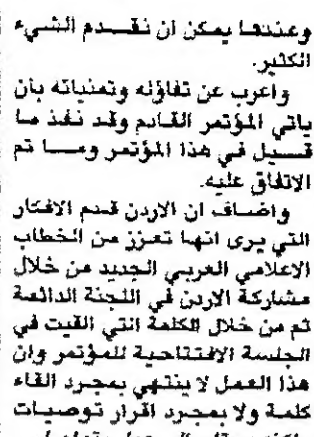 وعندها يمكن ان نقدم الشيء
الكثير.
واعرب عن تفاؤله وتمنياته بأن
ياتي المؤتمر القادم وقد نفذ ما
قيل في هذا المؤتمر وما تم
الاتفاق عليه.
واضاف ان الاردن قدم الافكار
التي يرى انها تعزز من الخطاب
الاعلامي العربي الجديد من خلال
مشاركة الاردن في اللجنة الدائمة
ثم من خلال الكلمة التي القيت في
الجلسة الافتتاحية للمؤتمر وان
هذا العمل لا ينتهي بمجرد القاء
كلمة ولا بمجرد اقرار توصيات